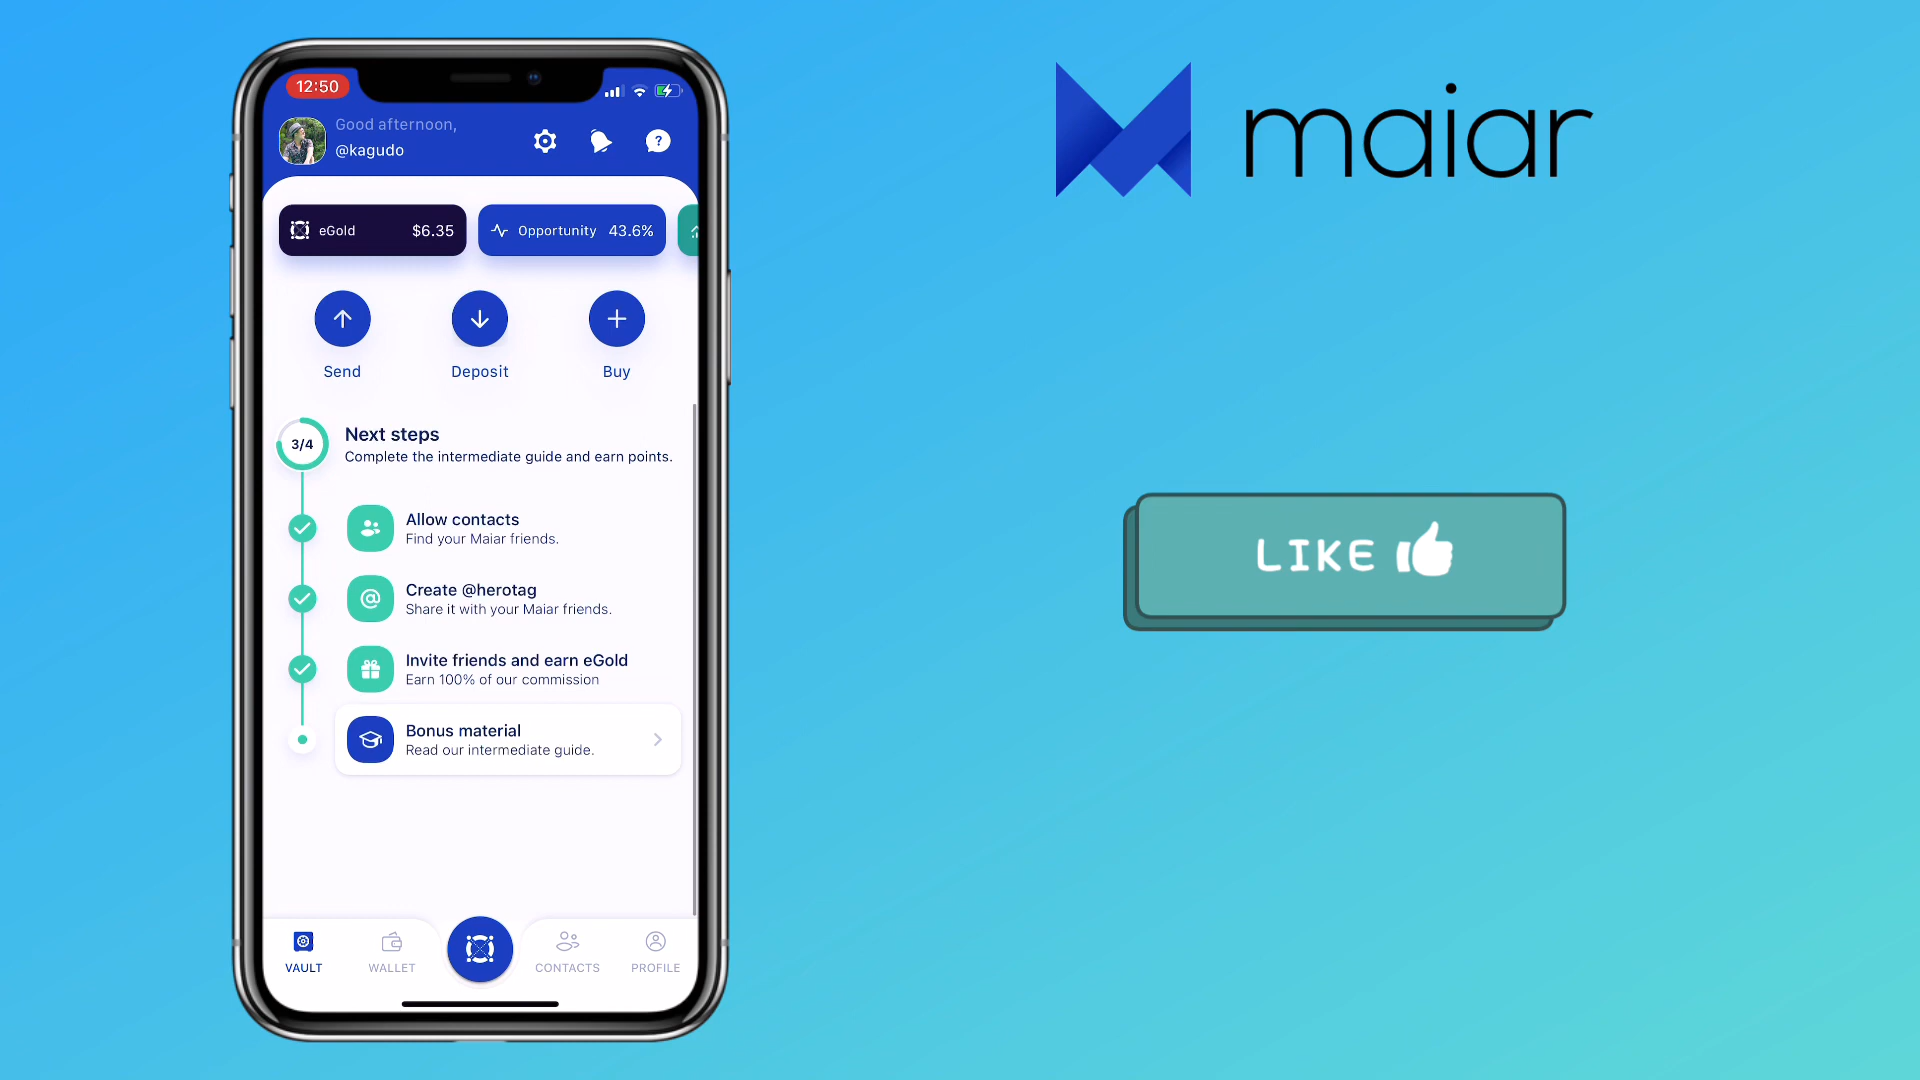 12:50
Good afternoon,
@kagudo
eGold $6.35
Opportunity 43.6%
Send
Deposit
Buy
3/4
Next steps
Complete the intermediate guide and earn points.
Allow contacts
Find your Maiar friends.
Create @herotag
Share it with your Maiar friends.
Invite friends and earn eGold
Earn 100% of our commission
Bonus material
Read our intermediate guide.
VAULT
WALLET
CONTACTS
PROFILE
maiar
LIKE